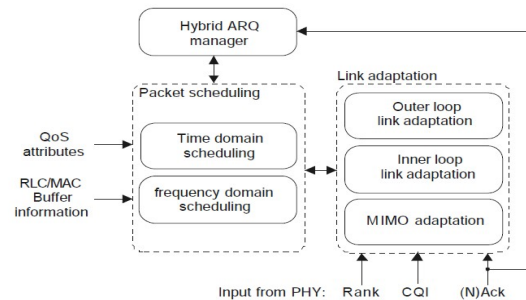 Hybrid ARQ
manager
Packet scheduling
Link adaptation
Time domain
scheduling
frequency domain
scheduling
Outer loop
link adaptation
Inner loop
link adaptation
MIMO adaptation
QoS
attributes
RLC/MAC
Buffer
information
Input from PHY: Rank CQI (N)Ack